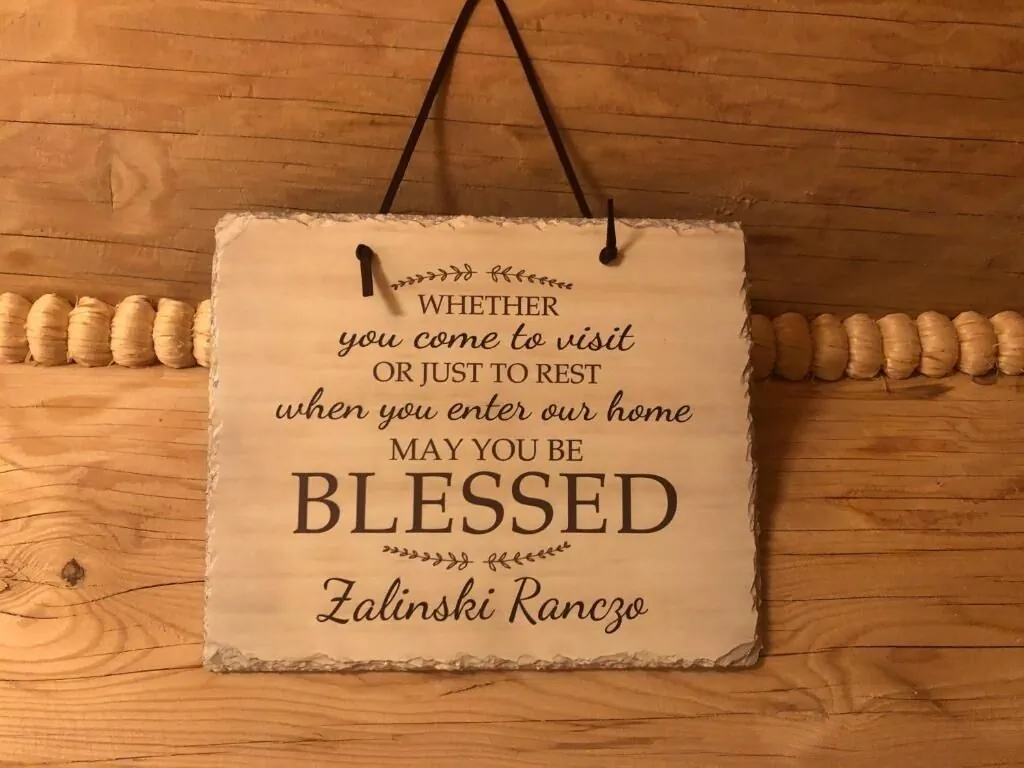 WHETHER
you come to visit
OR JUST TO REST
when you enter our home
MAY YOU BE
BLESSED
Zalinski Ranczo